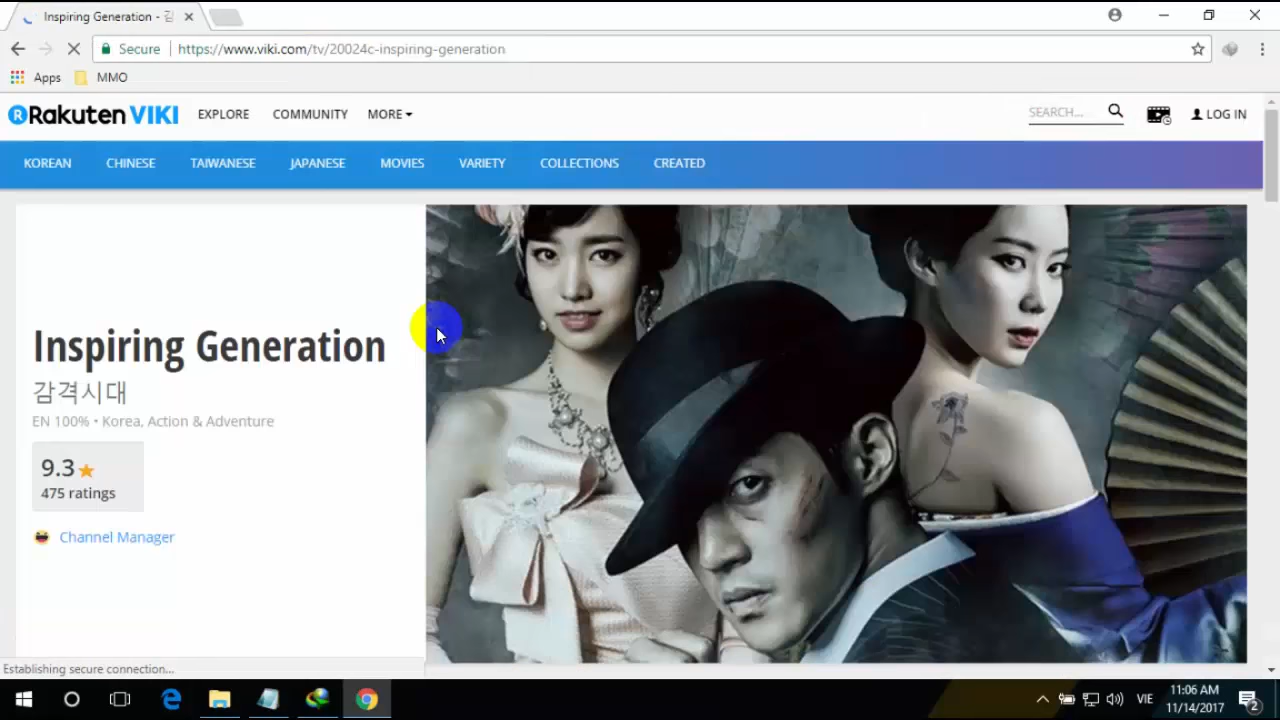 Inspiring Generation - 감
Secure
https://www.viki.com/tv/20024c-inspiring-generation
Apps
MMO
Rakuten VIKI
EXPLORE
COMMUNITY
MORE
SEARCH...
LOG IN
KOREAN
CHINESE
TAIWANESE
JAPANESE
MOVIES
VARIETY
COLLECTIONS
CREATED
Inspiring Generation
감격시대
EN 100% • Korea, Action & Adventure
9.3
475 ratings
Channel Manager
Establishing secure connection...
VIE
11:06 AM
11/14/2017
2